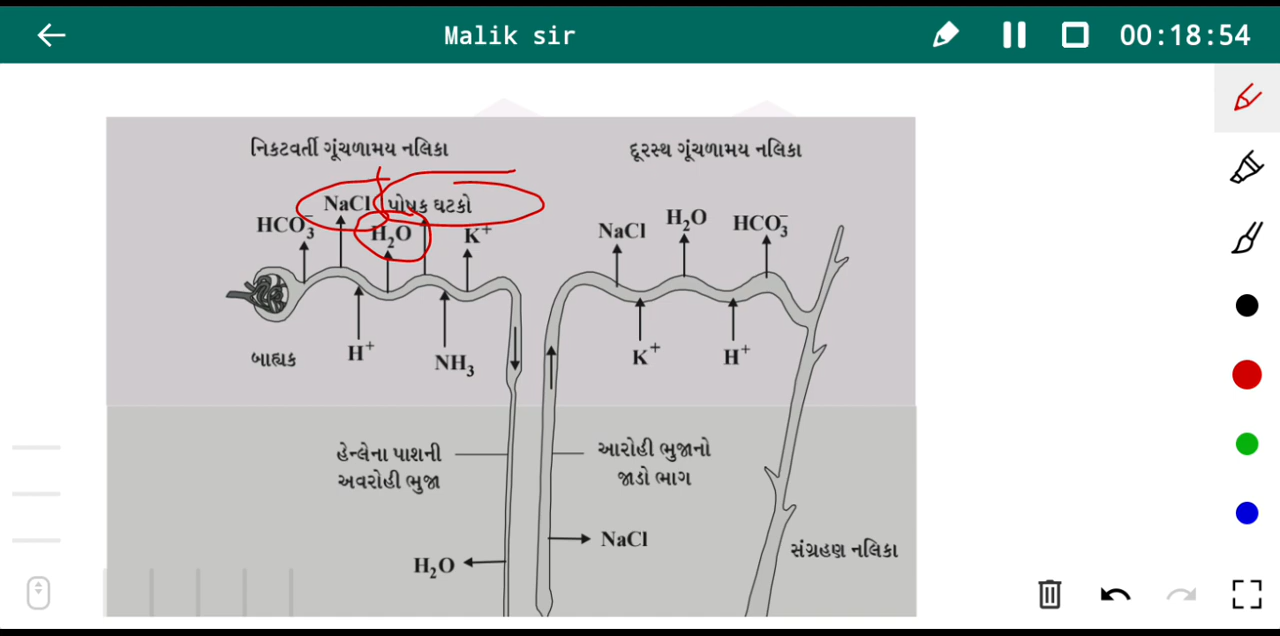 Malik sir
00:18:54
નિકટવર્તી ગૂંચળામય નલિકા
દૂરસ્થ ગૂંચળામય નલિકા
NaCl પોષક ઘટકો
HCO₃⁻ H₂O K⁺
NaCl H₂O HCO₃⁻
બાહ્યક H⁺ NH₃
K⁺ H⁺
હેન્લેના પાશની
અવરોહી ભુજા
આરોહી ભુજાનો
જાડો ભાગ
NaCl
H₂O
સંગ્રહણ નલિકા